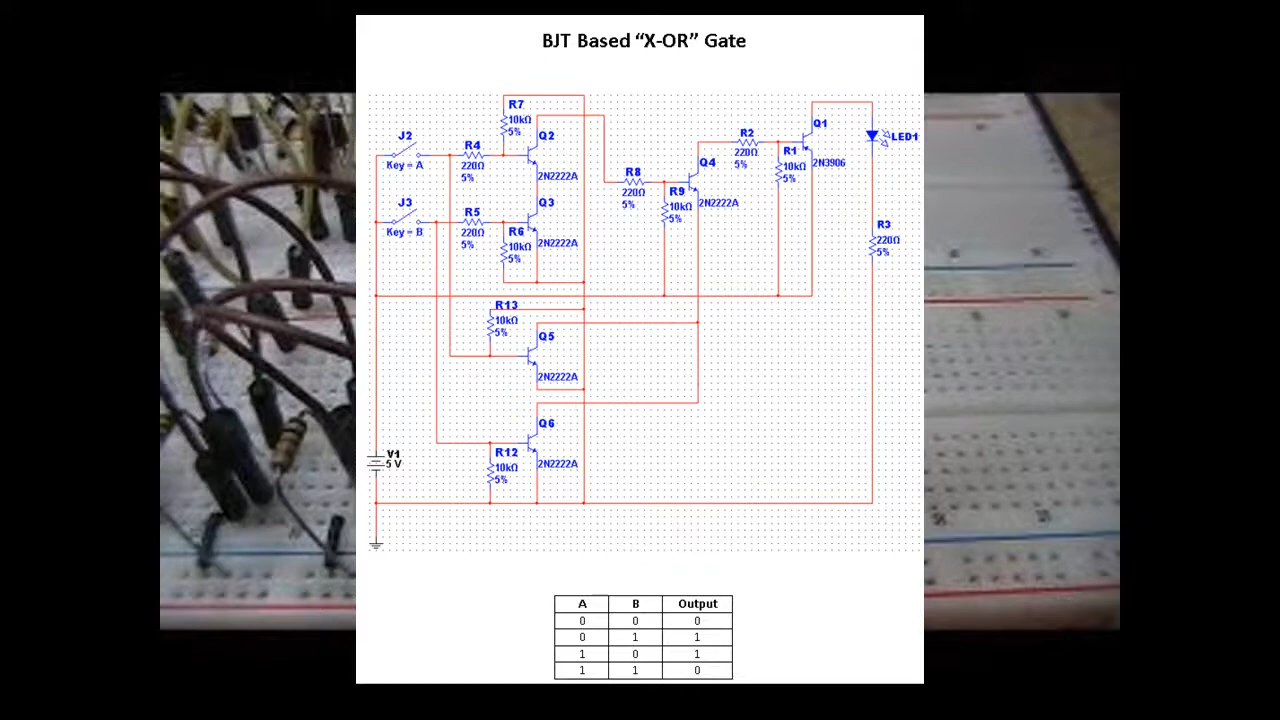 BJT Based “X-OR” Gate
R7
10kΩ
5%
J2
Key = A
R4
220Ω
5%
Q2
2N2222A
J3
Key = B
R5
220Ω
5%
Q3
2N2222A
R6
10kΩ
5%
R8
220Ω
5%
R9
10kΩ
5%
Q4
2N2222A
R2
220Ω
5%
R1
10kΩ
5%
Q1
2N3906
LED1
R3
220Ω
5%
R13
10kΩ
5%
Q5
2N2222A
Q6
2N2222A
R12
10kΩ
5%
V1
5 V
A B Output
0 0 0
0 1 1
1 0 1
1 1 0